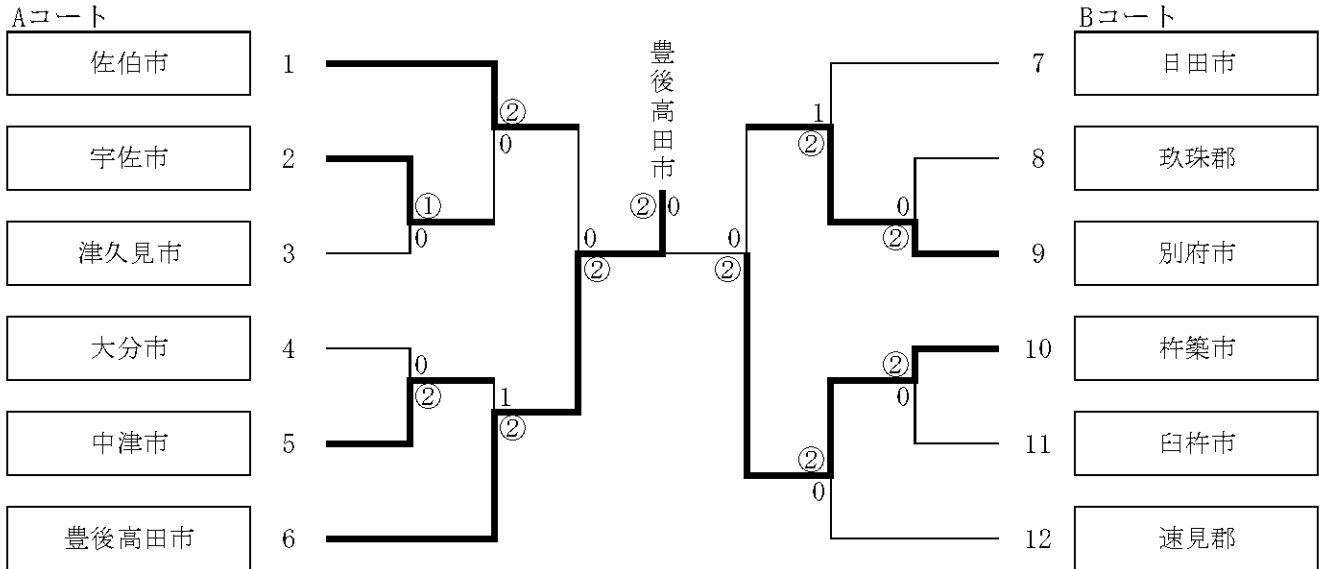 Aコート
Bコート
佐伯市 1
宇佐市 2
津久見市 3
大分市 4
中津市 5
豊後高田市 6
②
0
①
0
0
②
1
②
0
②
豊後高田市
② 0
0
②
1
②
0
②
②
0
②
0
7 日田市
8 玖珠郡
9 別府市
10 杵築市
11 臼杵市
12 速見郡